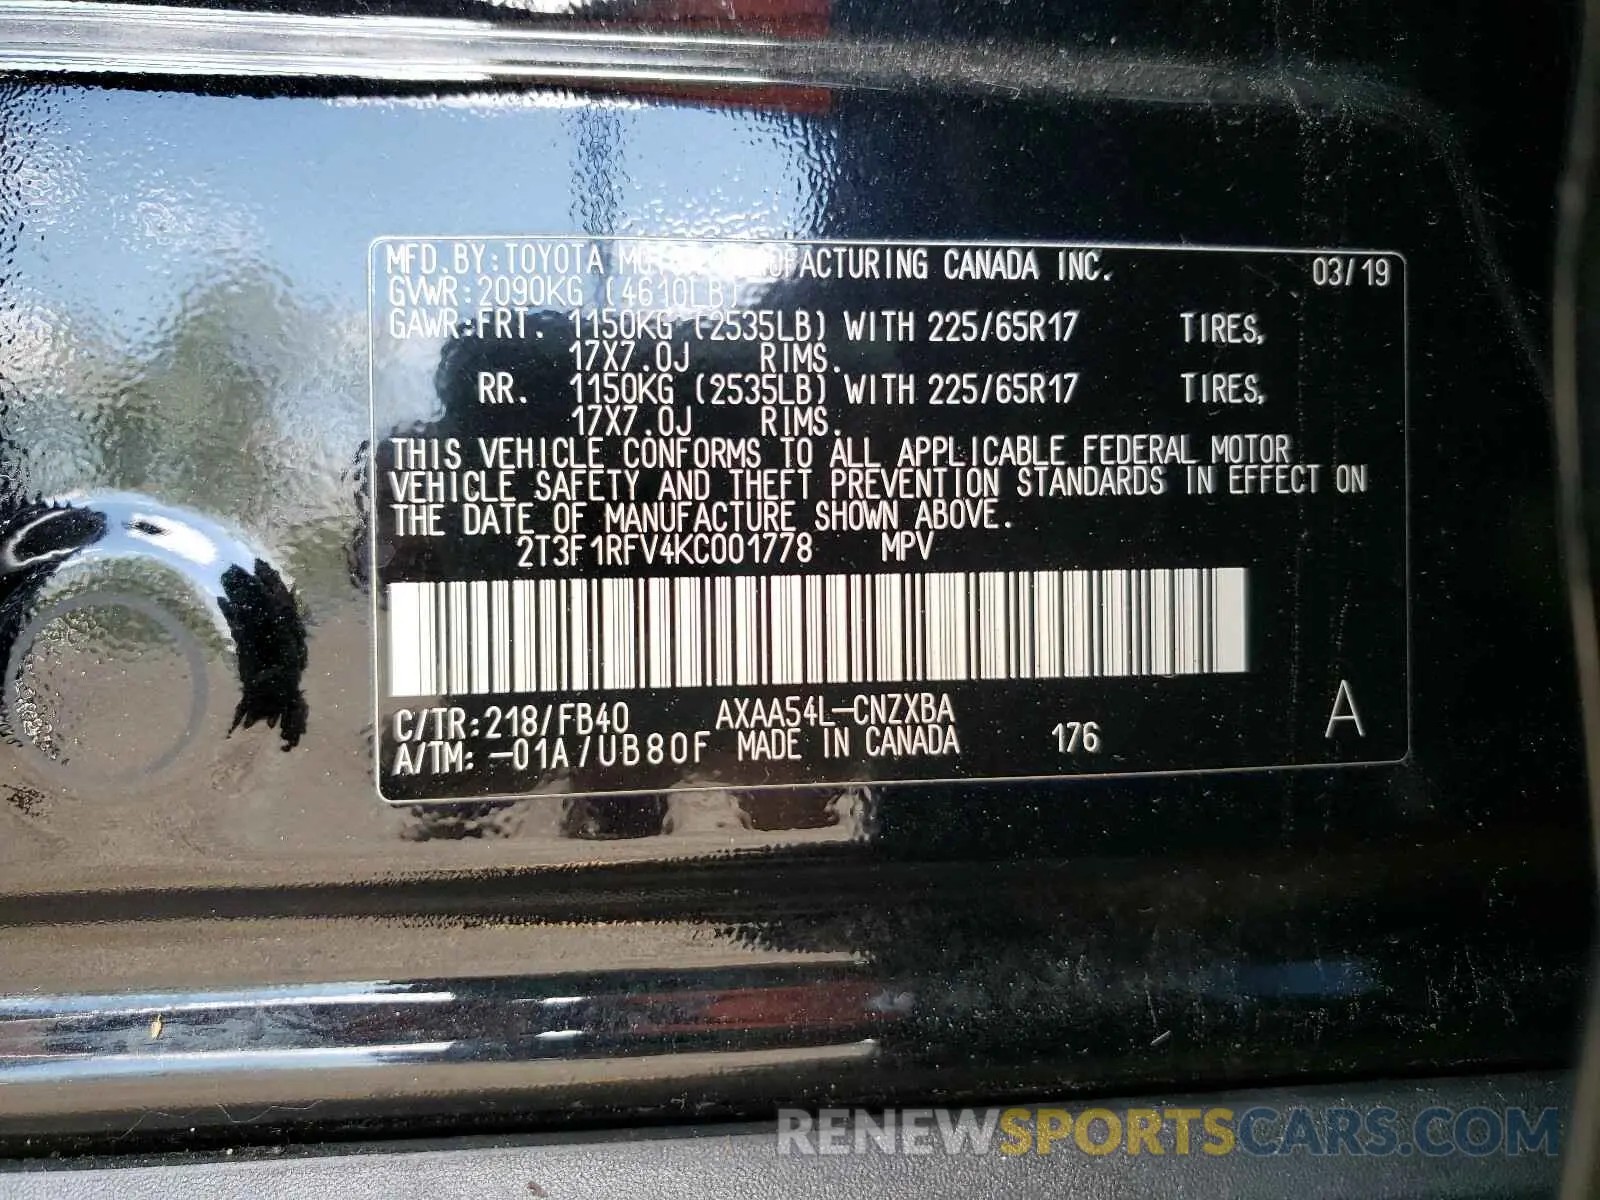 MFD.BY:TOYOTA MOTOR MANUFACTURING CANADA INC. 03/19
GVWR:2090KG (4610LB)
GAWR:FRT. 1150KG (2535LB) WITH 225/65R17 TIRES,
17X7.0J RIMS.
RR. 1150KG (2535LB) WITH 225/65R17 TIRES,
17X7.0J RIMS.
THIS VEHICLE CONFORMS TO ALL APPLICABLE FEDERAL MOTOR
VEHICLE SAFETY AND THEFT PREVENTION STANDARDS IN EFFECT ON
THE DATE OF MANUFACTURE SHOWN ABOVE.
2T3F1RFV4KC001778 MPV
C/TR:218/FB40 AXAA54L-CNZXBA
A/TM: -01A/UB80F MADE IN CANADA 176 A
RENEWSPORTSCARS.COM